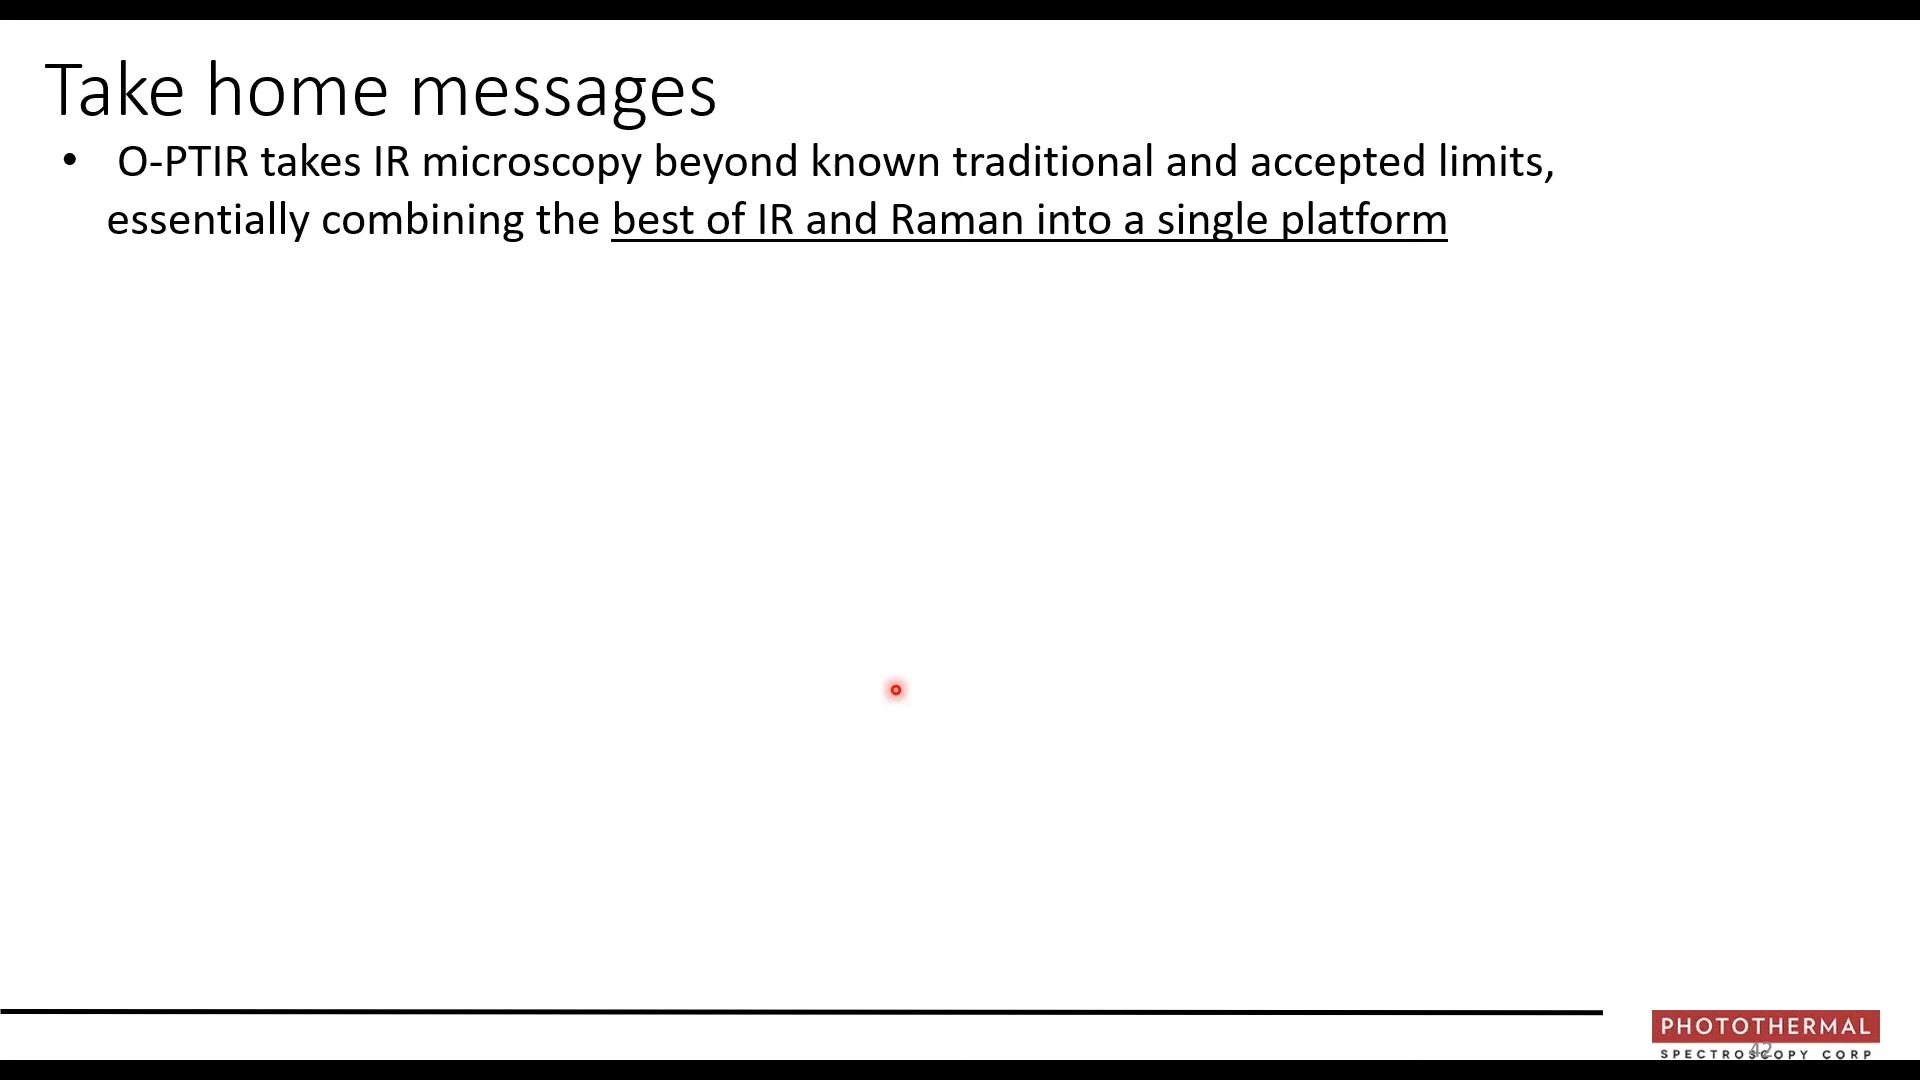 Take home messages
• O-PTIR takes IR microscopy beyond known traditional and accepted limits,
essentially combining the best of IR and Raman into a single platform
PHOTOTHERMAL
SPECTROSCOPY CORP
42